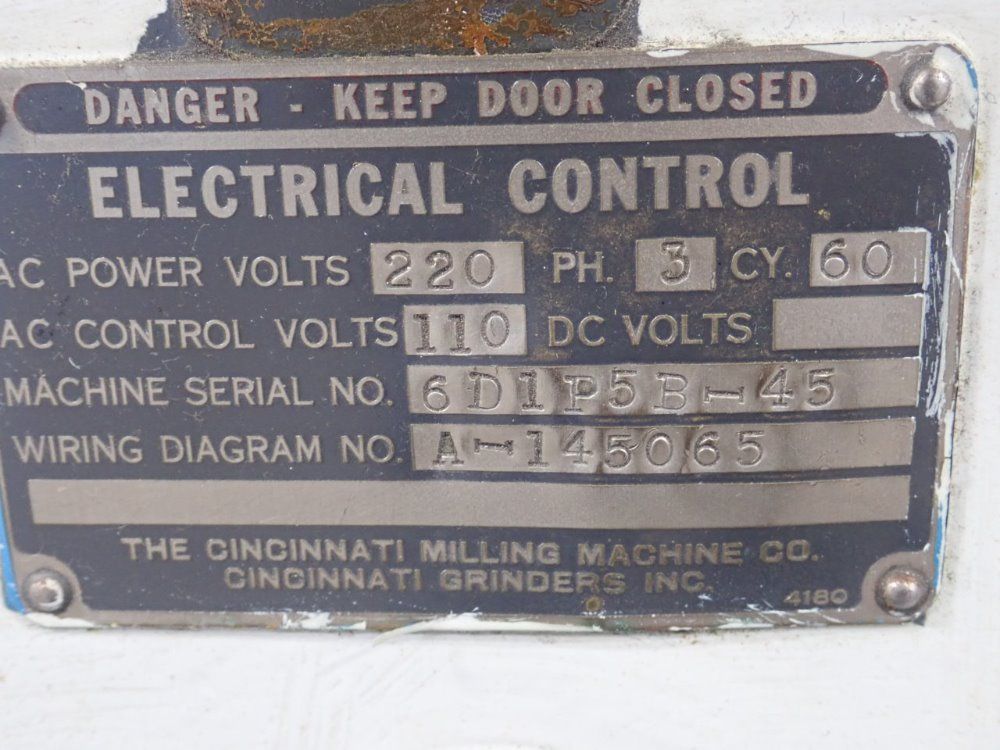 DANGER - KEEP DOOR CLOSED
ELECTRICAL CONTROL
AC POWER VOLTS 220 PH. 3 CY. 60
AC CONTROL VOLTS 110 DC VOLTS
MACHINE SERIAL NO. 6D1P5B-45
WIRING DIAGRAM NO. A-145065
THE CINCINNATI MILLING MACHINE CO.
CINCINNATI GRINDERS INC.
4180